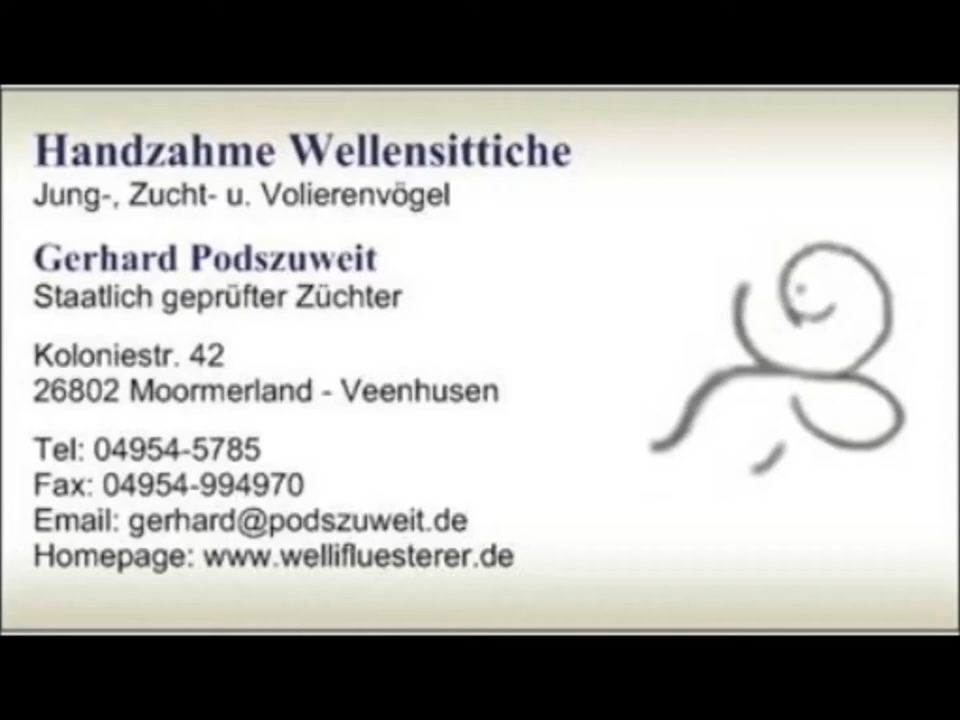 Handzahme Wellensittiche
Jung-, Zucht- u. Volierenvögel
Gerhard Podszuweit
Staatlich geprüfter Züchter
Koloniestr. 42
26802 Moormerland - Veenhusen
Tel: 04954-5785
Fax: 04954-994970
Email: gerhard@podszuweit.de
Homepage: www.wellifluesterer.de